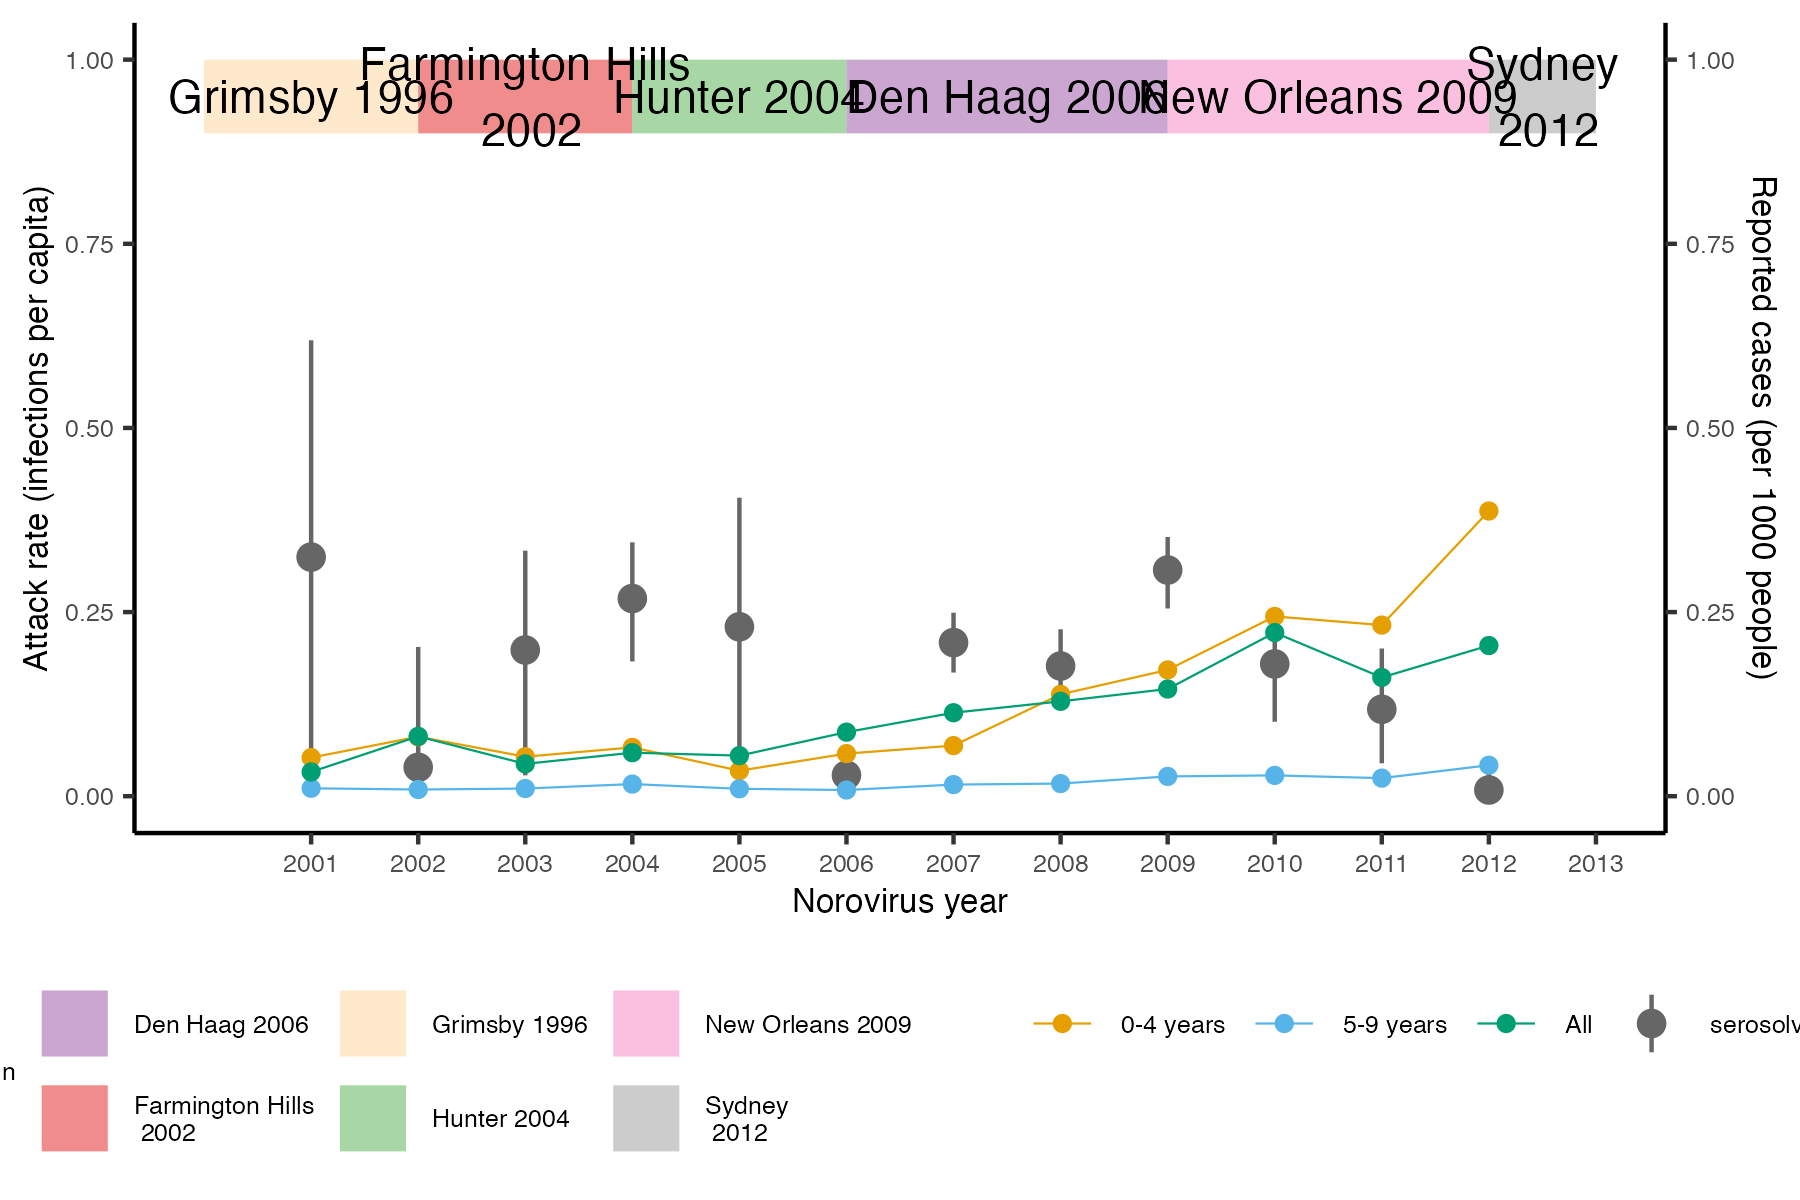 Farmington Hills
2002
Grimsby 1996
Hunter 2004
Den Haag 2006
New Orleans 2009
Sydney
2012
Attack rate (infections per capita)
1.00
0.75
0.50
0.25
0.00
1.00
0.75
0.50
0.25
0.00
Reported cases (per 1000 people)
2001 2002 2003 2004 2005 2006 2007 2008 2009 2010 2011 2012 2013
Norovirus year
n
Den Haag 2006
Farmington Hills
2002
Grimsby 1996
Hunter 2004
New Orleans 2009
Sydney
2012
0-4 years
5-9 years
All
serosolv